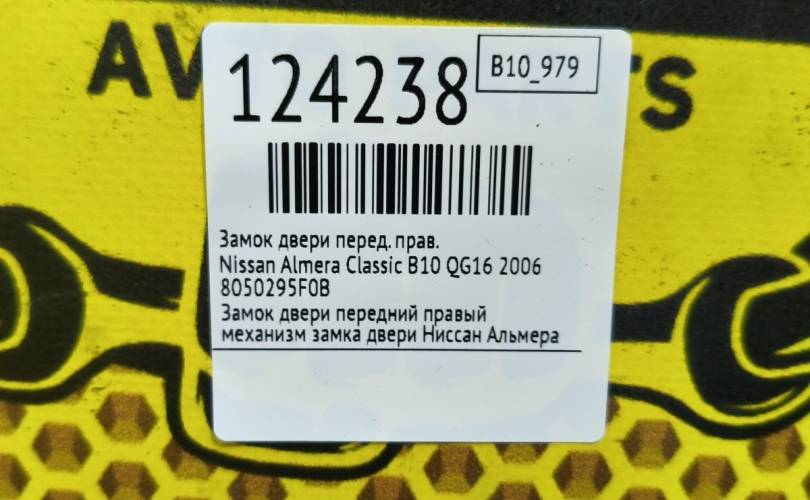 124238
B10_979
Замок двери перед. прав.
Nissan Almera Classic B10 QG16 2006
8050295F0B
Замок двери передний правый
механизм замка двери Ниссан Альмера